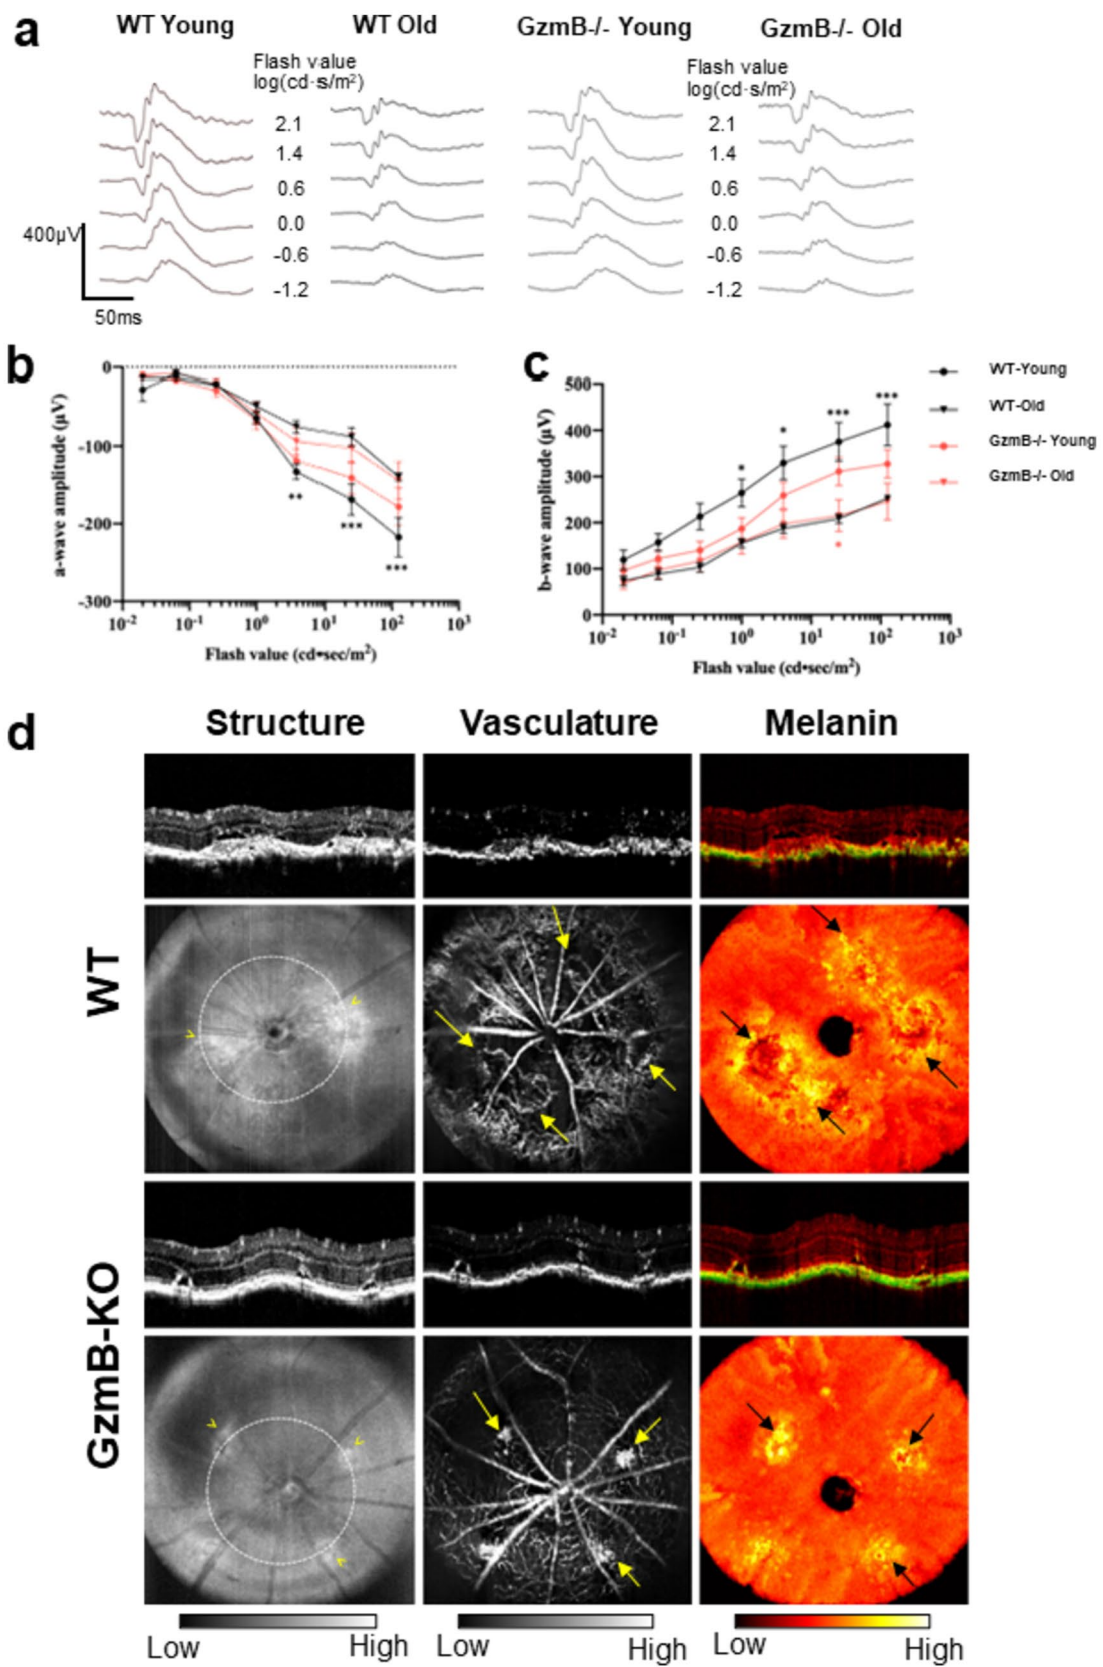 a
WT Young
WT Old
GzmB-/- Young
GzmB-/- Old
Flash value
log(cd·s/m²)
2.1
1.4
0.6
0.0
-0.6
-1.2
Flash value
log(cd·s/m²)
2.1
1.4
0.6
0.0
-0.6
-1.2
400µV
50ms
b
a-wave amplitude (µV)
0
-100
-200
-300
**
***
***
10⁻²
10⁻¹
10⁰
10¹
10²
10³
Flash value (cd•sec/m²)
c
b-wave amplitude (µV)
500
400
300
200
100
0
*
*
***
***
*
10⁻²
10⁻¹
10⁰
10¹
10²
10³
Flash value (cd•sec/m²)
WT-Young
WT-Old
GzmB-/- Young
GzmB-/- Old
d
Structure
Vasculature
Melanin
WT
GzmB-KO
Low
High
Low
High
Low
High